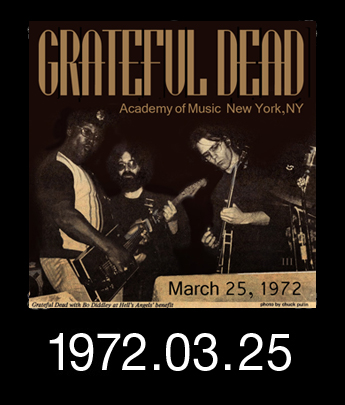 GRATEFUL DEAD
Academy of Music New York, NY
March 25, 1972
Grateful Dead with Bo Diddley at Hell's Angels' benefit
photo by chuck pulin
1972.03.25